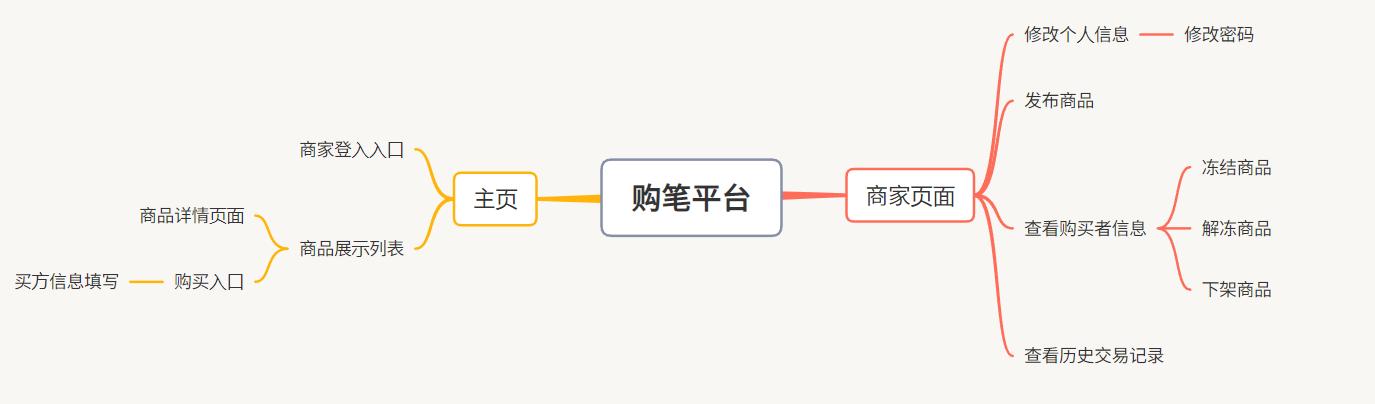 购笔平台
主页
商家登入入口
商品展示列表
商品详情页面
购买入口
买方信息填写
商家页面
修改个人信息
修改密码
发布商品
查看购买者信息
冻结商品
解冻商品
下架商品
查看历史交易记录